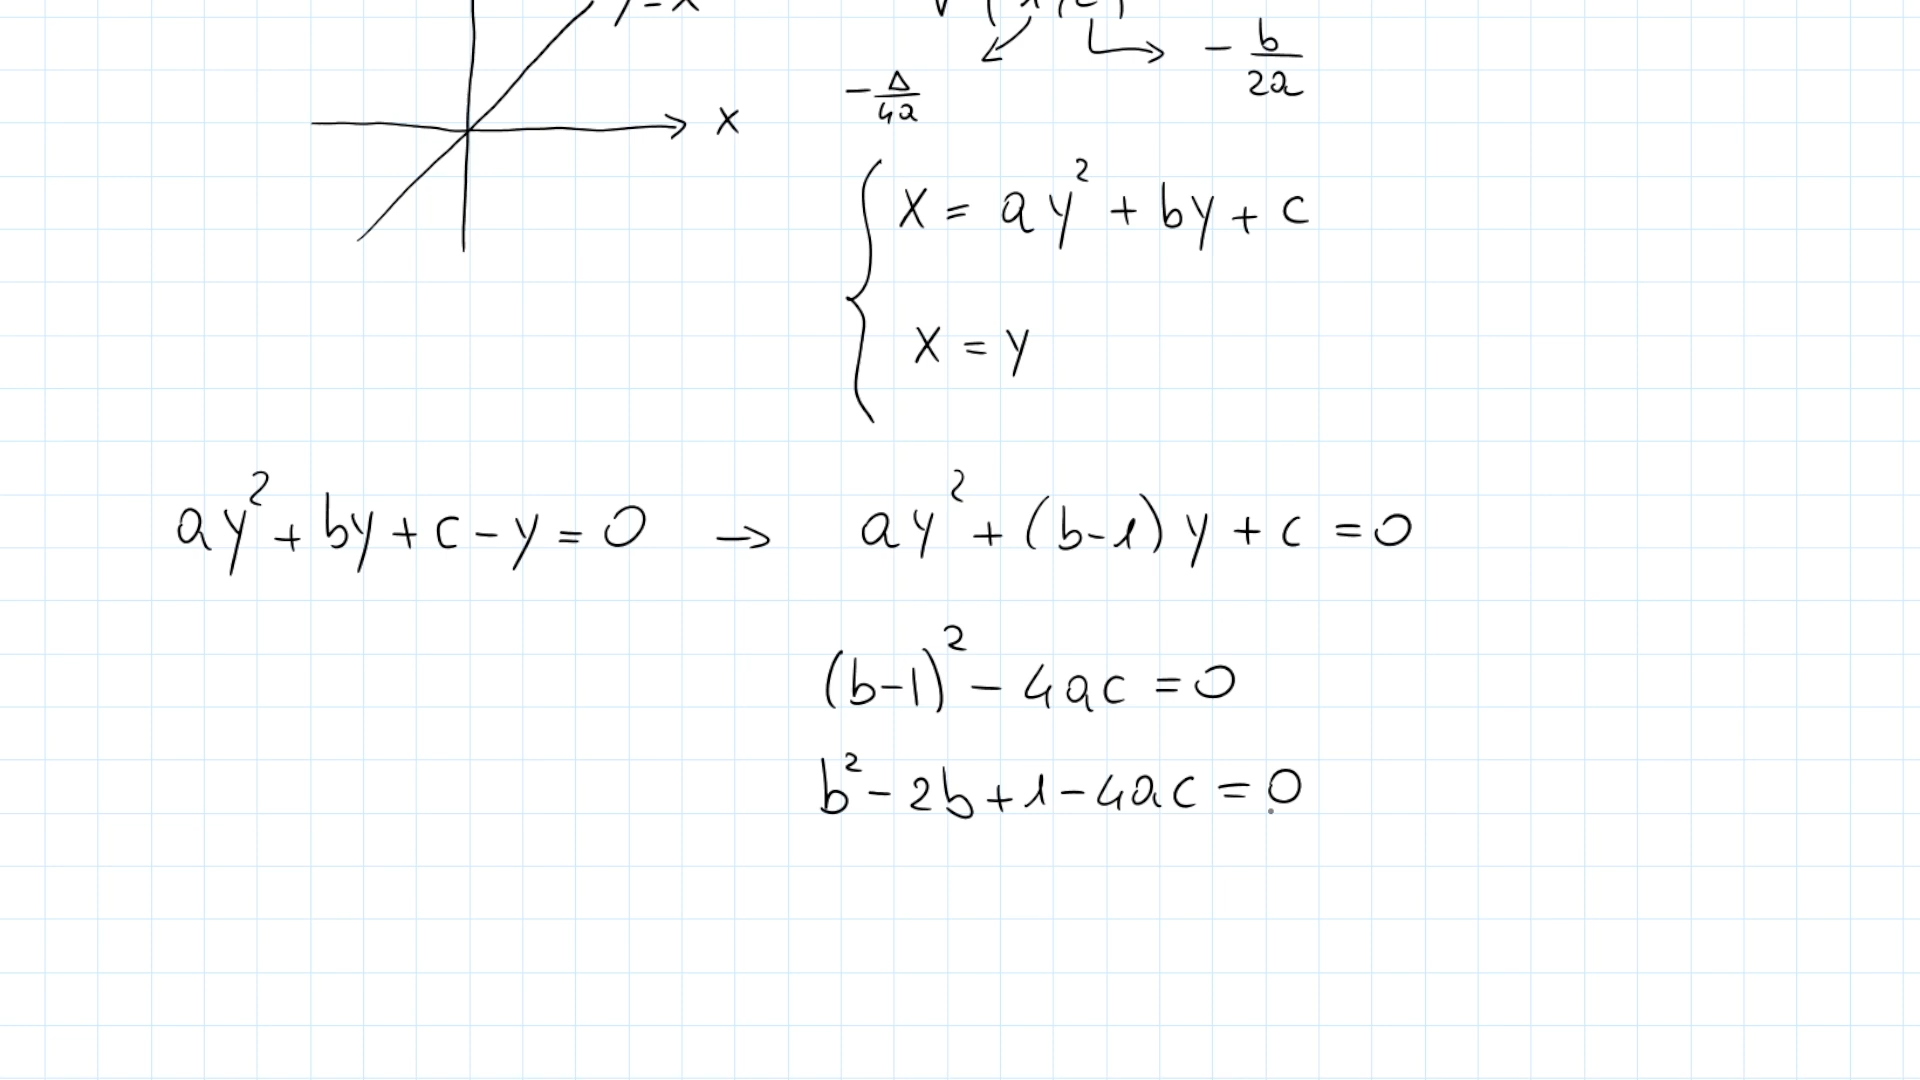 y = x
x
- b/2a
- Δ/4a
x = ay² + by + c
x = y
ay² + by + c - y = 0 → ay² + (b-1)y + c = 0
(b-1)² - 4ac = 0
b² - 2b + 1 - 4ac = 0